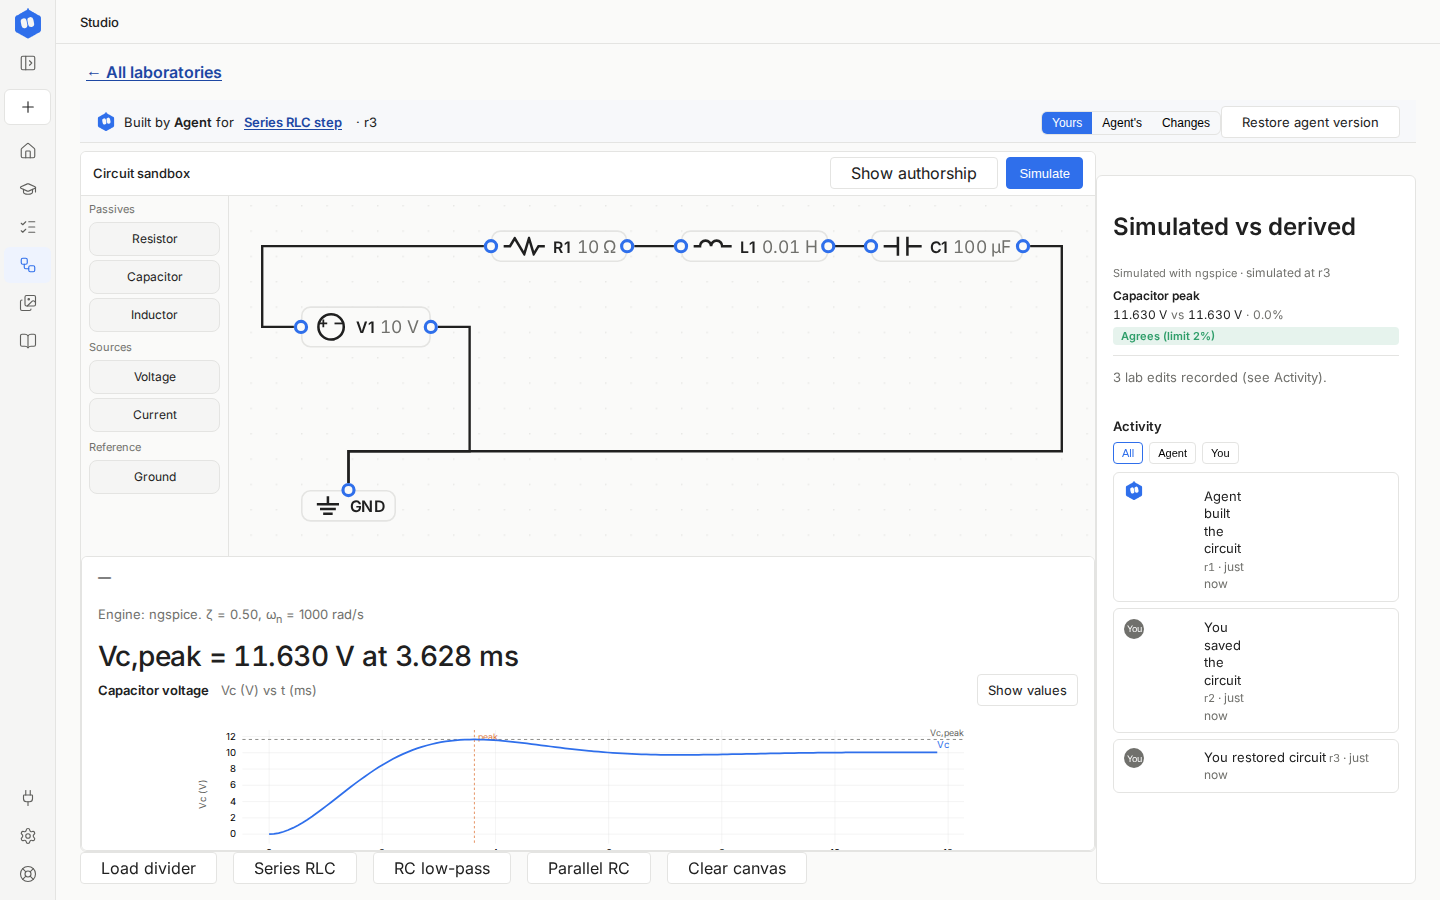 Studio
← All laboratories
Built by Agent for Series RLC step · r3
Yours Agent's Changes Restore agent version
Circuit sandbox
Show authorship Simulate
Passives
Resistor
Capacitor
Inductor
Sources
Voltage
Current
Reference
Ground
R1 10 Ω
L1 0.01 H
C1 100 µF
V1 10 V
GND
Engine: ngspice. ζ = 0.50, ωn = 1000 rad/s
Vc,peak = 11.630 V at 3.628 ms
Capacitor voltage Vc (V) vs t (ms)
Show values
12
10
8
6
4
2
0
Vc (V)
peak
Vc,peak
Vc
Load divider
Series RLC
RC low-pass
Parallel RC
Clear canvas
Simulated vs derived
Simulated with ngspice · simulated at r3
Capacitor peak
11.630 V vs 11.630 V · 0.0%
Agrees (limit 2%)
3 lab edits recorded (see Activity).
Activity
All Agent You
Agent
built
the
circuit
r1 · just
now
You
You
saved
the
circuit
r2 · just
now
You
You restored circuit r3 · just
now